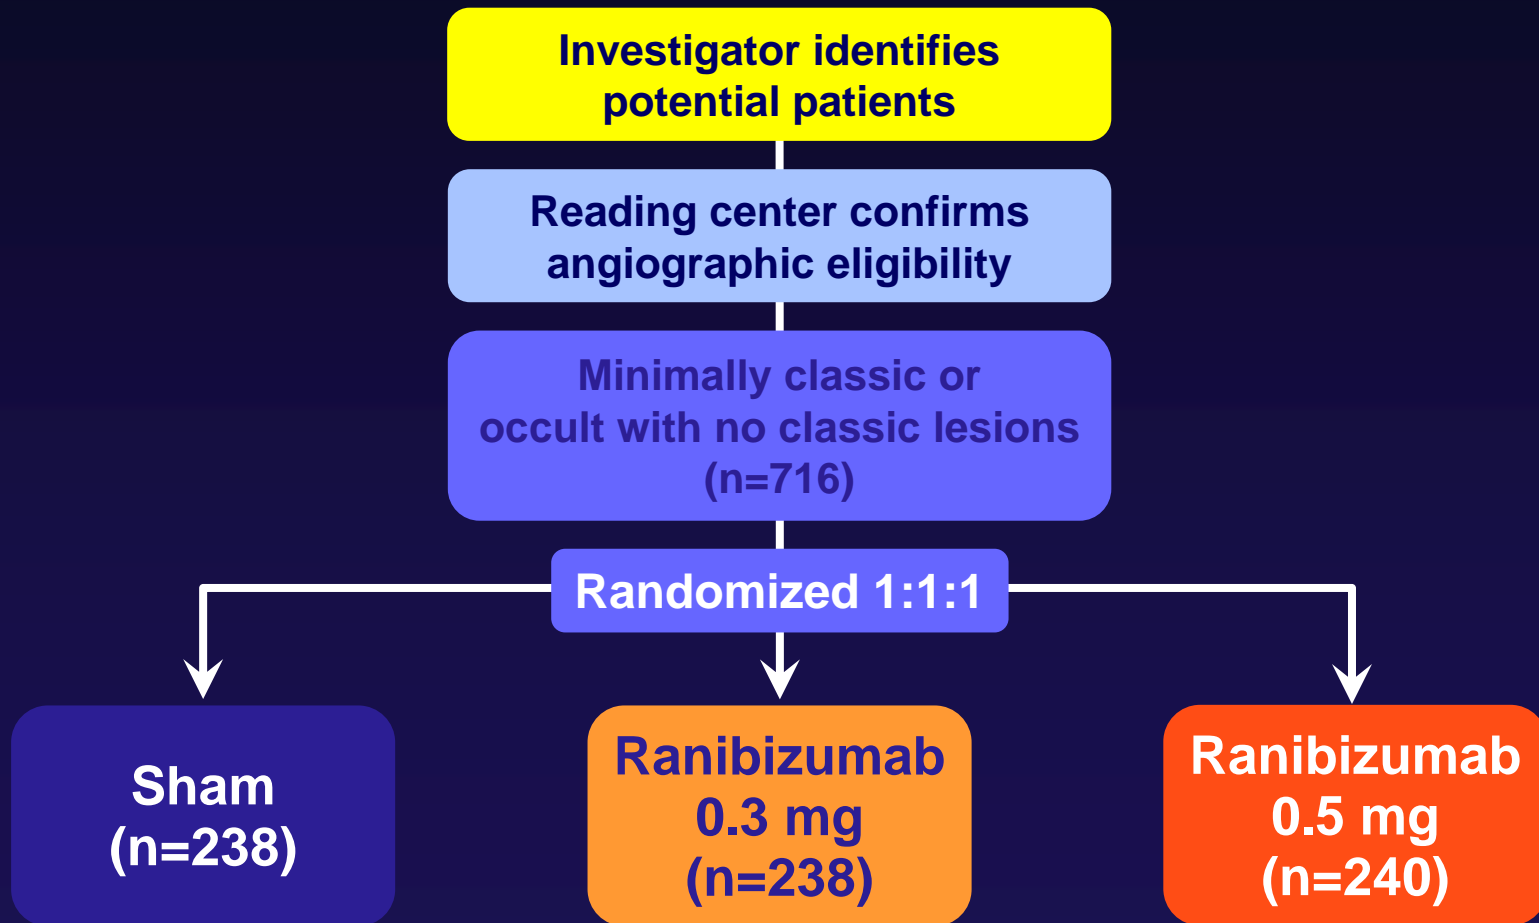 Investigator identifies
potential patients
Reading center confirms
angiographic eligibility
Minimally classic or
occult with no classic lesions
(n=716)
Randomized 1:1:1
Sham
(n=238)
Ranibizumab
0.3 mg
(n=238)
Ranibizumab
0.5 mg
(n=240)